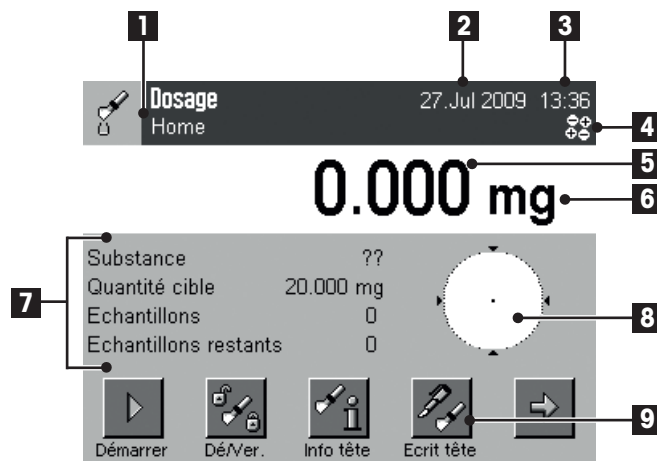 1 2 3
Dosage 27.Jul 2009 13:36
Home
4
0.000 mg
5
6
7
Substance ??
Quantité cible 20.000 mg
Echantillons 0
Echantillons restants 0
8
9
Démarrer Dé/Ver. Info tête Ecrit tête